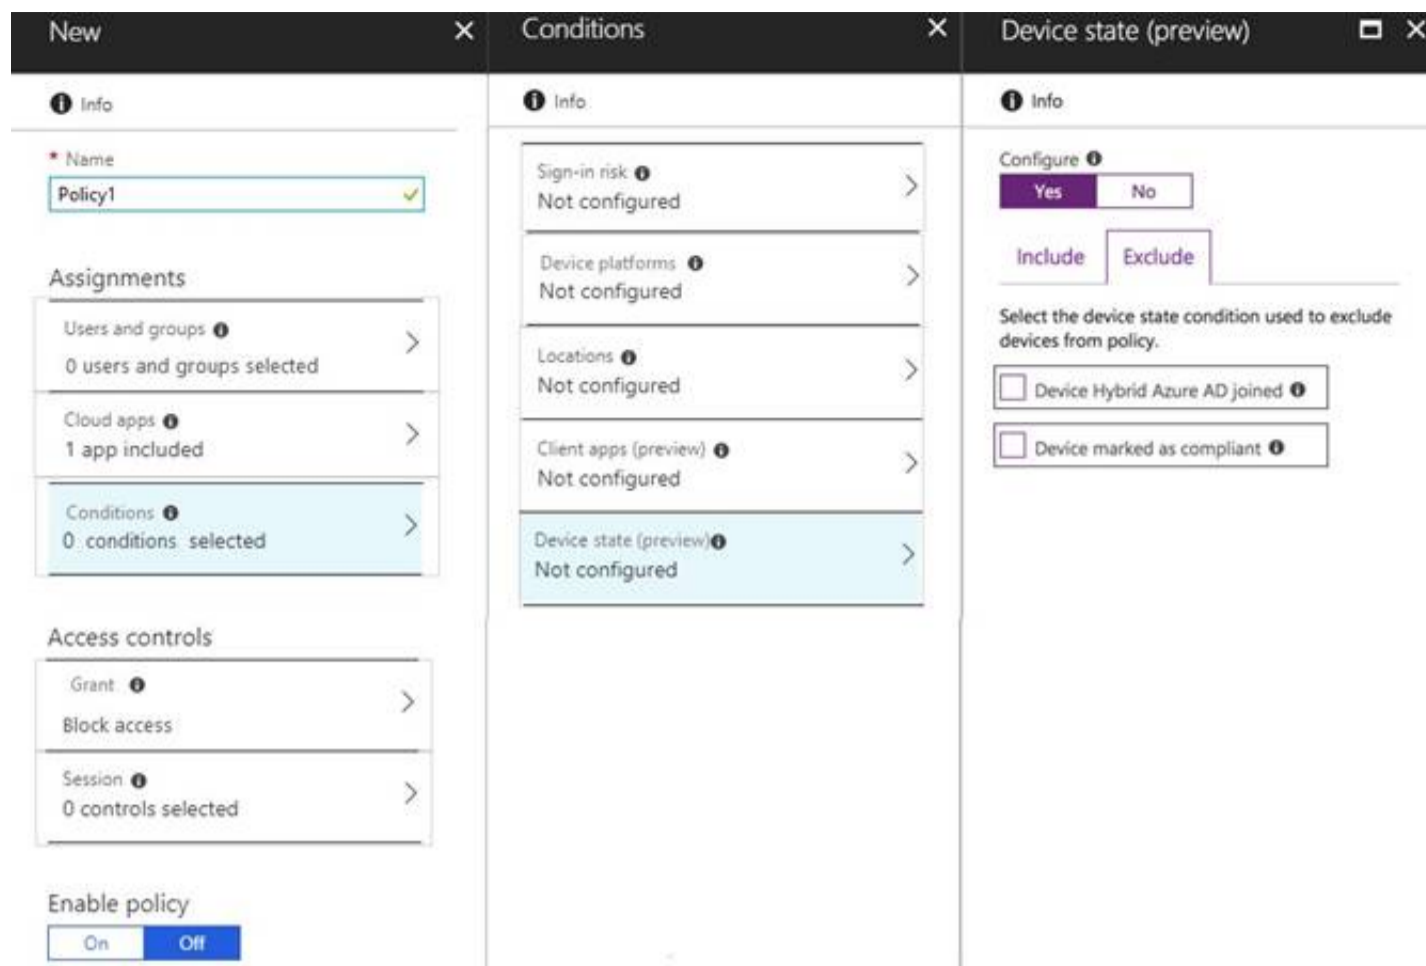 New
Info
* Name
Policy1
Assignments
Users and groups
0 users and groups selected
Cloud apps
1 app included
Conditions
0 conditions selected
Access controls
Grant
Block access
Session
0 controls selected
Enable policy
On Off
Conditions
Info
Sign-in risk
Not configured
Device platforms
Not configured
Locations
Not configured
Client apps (preview)
Not configured
Device state (preview)
Not configured
Device state (preview)
Info
Configure
Yes No
Include Exclude
Select the device state condition used to exclude
devices from policy.
Device Hybrid Azure AD joined
Device marked as compliant